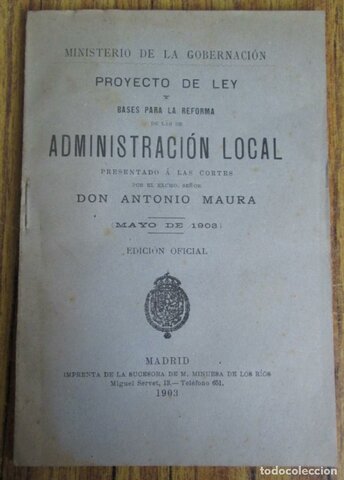 MINISTERIO DE LA GOBERNACIÓN
PROYECTO DE LEY
Y
BASES PARA LA REFORMA
DE LAS DE
ADMINISTRACIÓN LOCAL
PRESENTADO Á LAS CORTES
POR EL EXCMO. SEÑOR
DON ANTONIO MAURA
(MAYO DE 1903)
EDICIÓN OFICIAL
MADRID
IMPRENTA DE LA SUCESORA DE M. MINUESA DE LOS RÍOS
Miguel Servet, 13.—Teléfono 651.
1903
todocoleccion